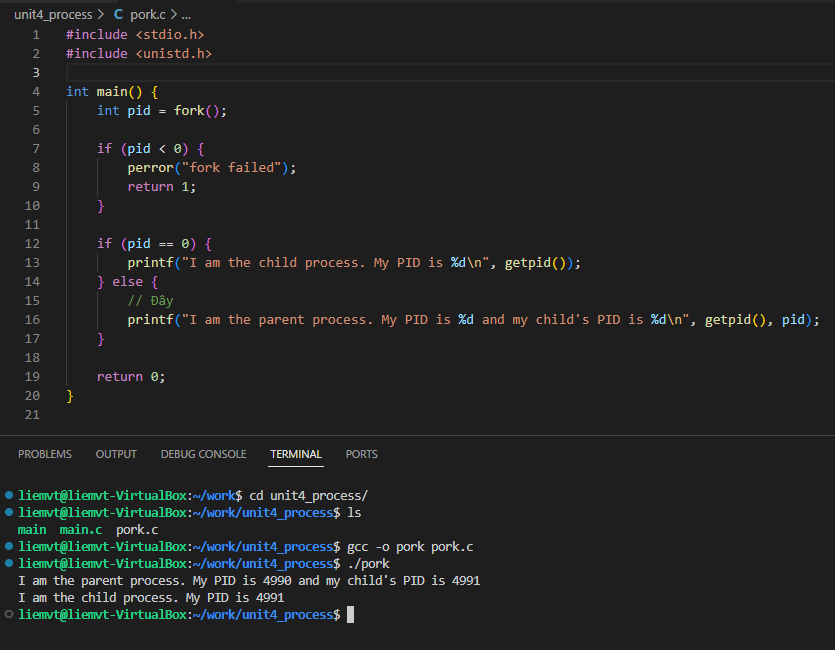 unit4_process > C pork.c > ...
1 #include <stdio.h>
2 #include <unistd.h>
3
4 int main() {
5     int pid = fork();
6
7     if (pid < 0) {
8         perror("fork failed");
9         return 1;
10     }
11
12     if (pid == 0) {
13         printf("I am the child process. My PID is %d\n", getpid());
14     } else {
15         // Đây
16         printf("I am the parent process. My PID is %d and my child's PID is %d\n", getpid(), pid);
17     }
18
19     return 0;
20 }
21
PROBLEMS OUTPUT DEBUG CONSOLE TERMINAL PORTS
liemvt@liemvt-VirtualBox:~/work$ cd unit4_process/
liemvt@liemvt-VirtualBox:~/work/unit4_process$ ls
main  main.c  pork.c
liemvt@liemvt-VirtualBox:~/work/unit4_process$ gcc -o pork pork.c
liemvt@liemvt-VirtualBox:~/work/unit4_process$ ./pork
I am the parent process. My PID is 4990 and my child's PID is 4991
I am the child process. My PID is 4991
liemvt@liemvt-VirtualBox:~/work/unit4_process$